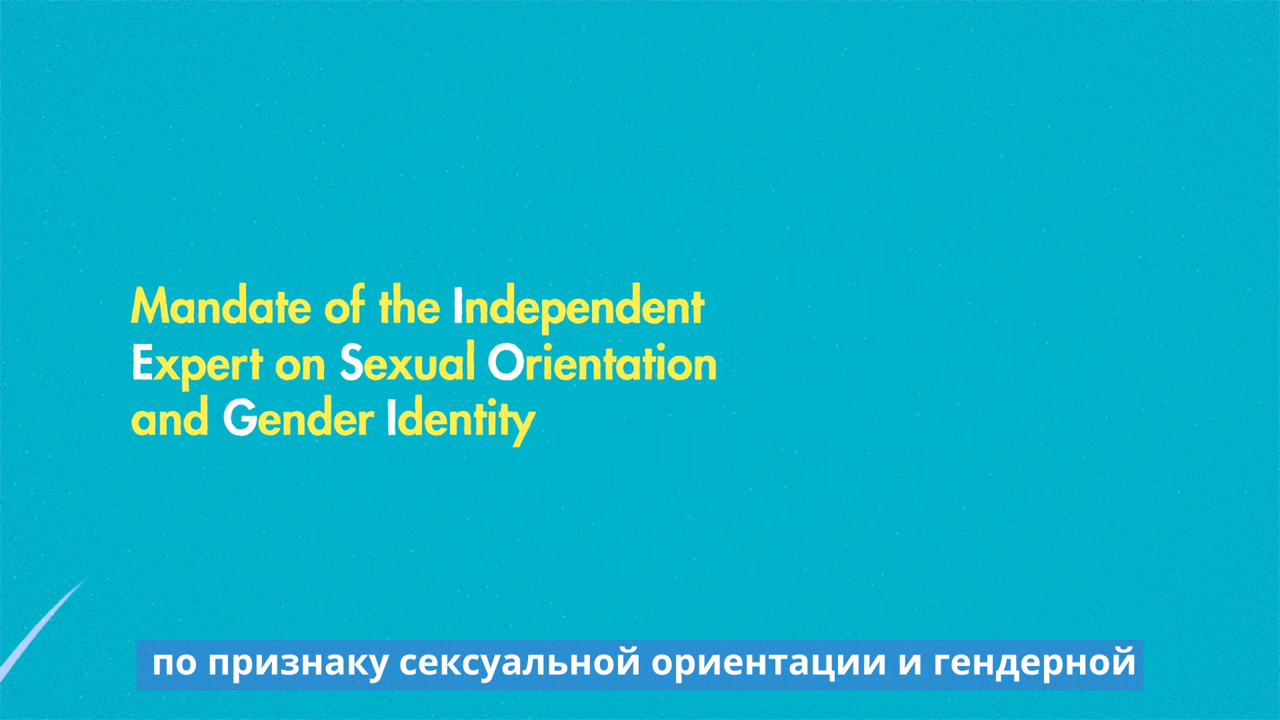 Mandate of the Independent
Expert on Sexual Orientation
and Gender Identity
по признаку сексуальной ориентации и гендерной